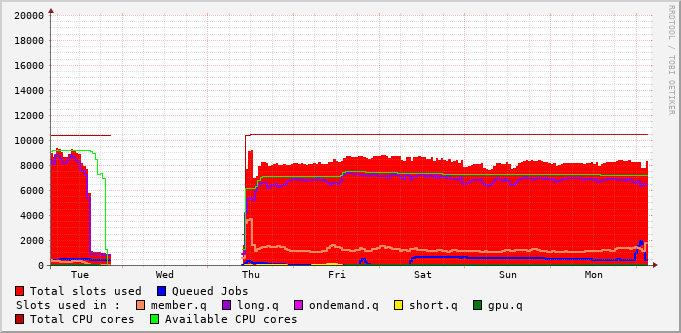 20000
18000
16000
14000
12000
10000
8000
6000
4000
2000
0
Tue Wed Thu Fri Sat Sun Mon
Total slots used Queued Jobs
Slots used in : member.q long.q ondemand.q short.q gpu.q
Total CPU cores Available CPU cores
RRDTOOL / TOBI OETIKER